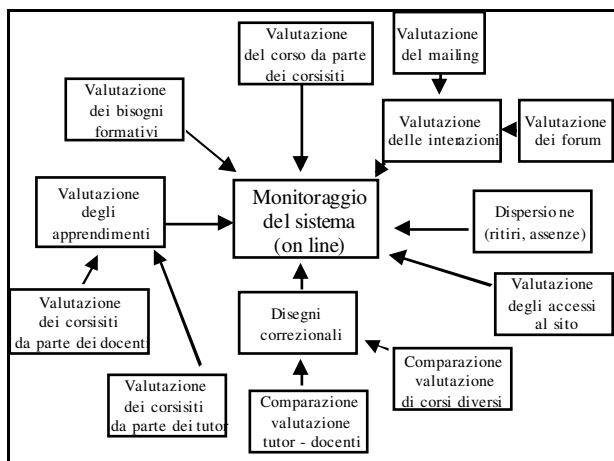 Valutazione
del mailing
Valutazione
del corso da parte
dei corsisiti
Valutazione
dei bisogni
formativi
Valutazione
delle interazioni
Valutazione
dei forum
Valutazione
degli
apprendimenti
Monitoraggio
del sistema
(on line)
Dispersione
(ritiri, assenze)
Valutazione
dei corsisiti
da parte dei docenti
Disegni
correzionali
Valutazione
degli accessi
al sito
Valutazione
dei corsisiti
da parte dei tutor
Comparazione
valutazione
tutor - docenti
Comparazione
valutazione
di corsi diversi